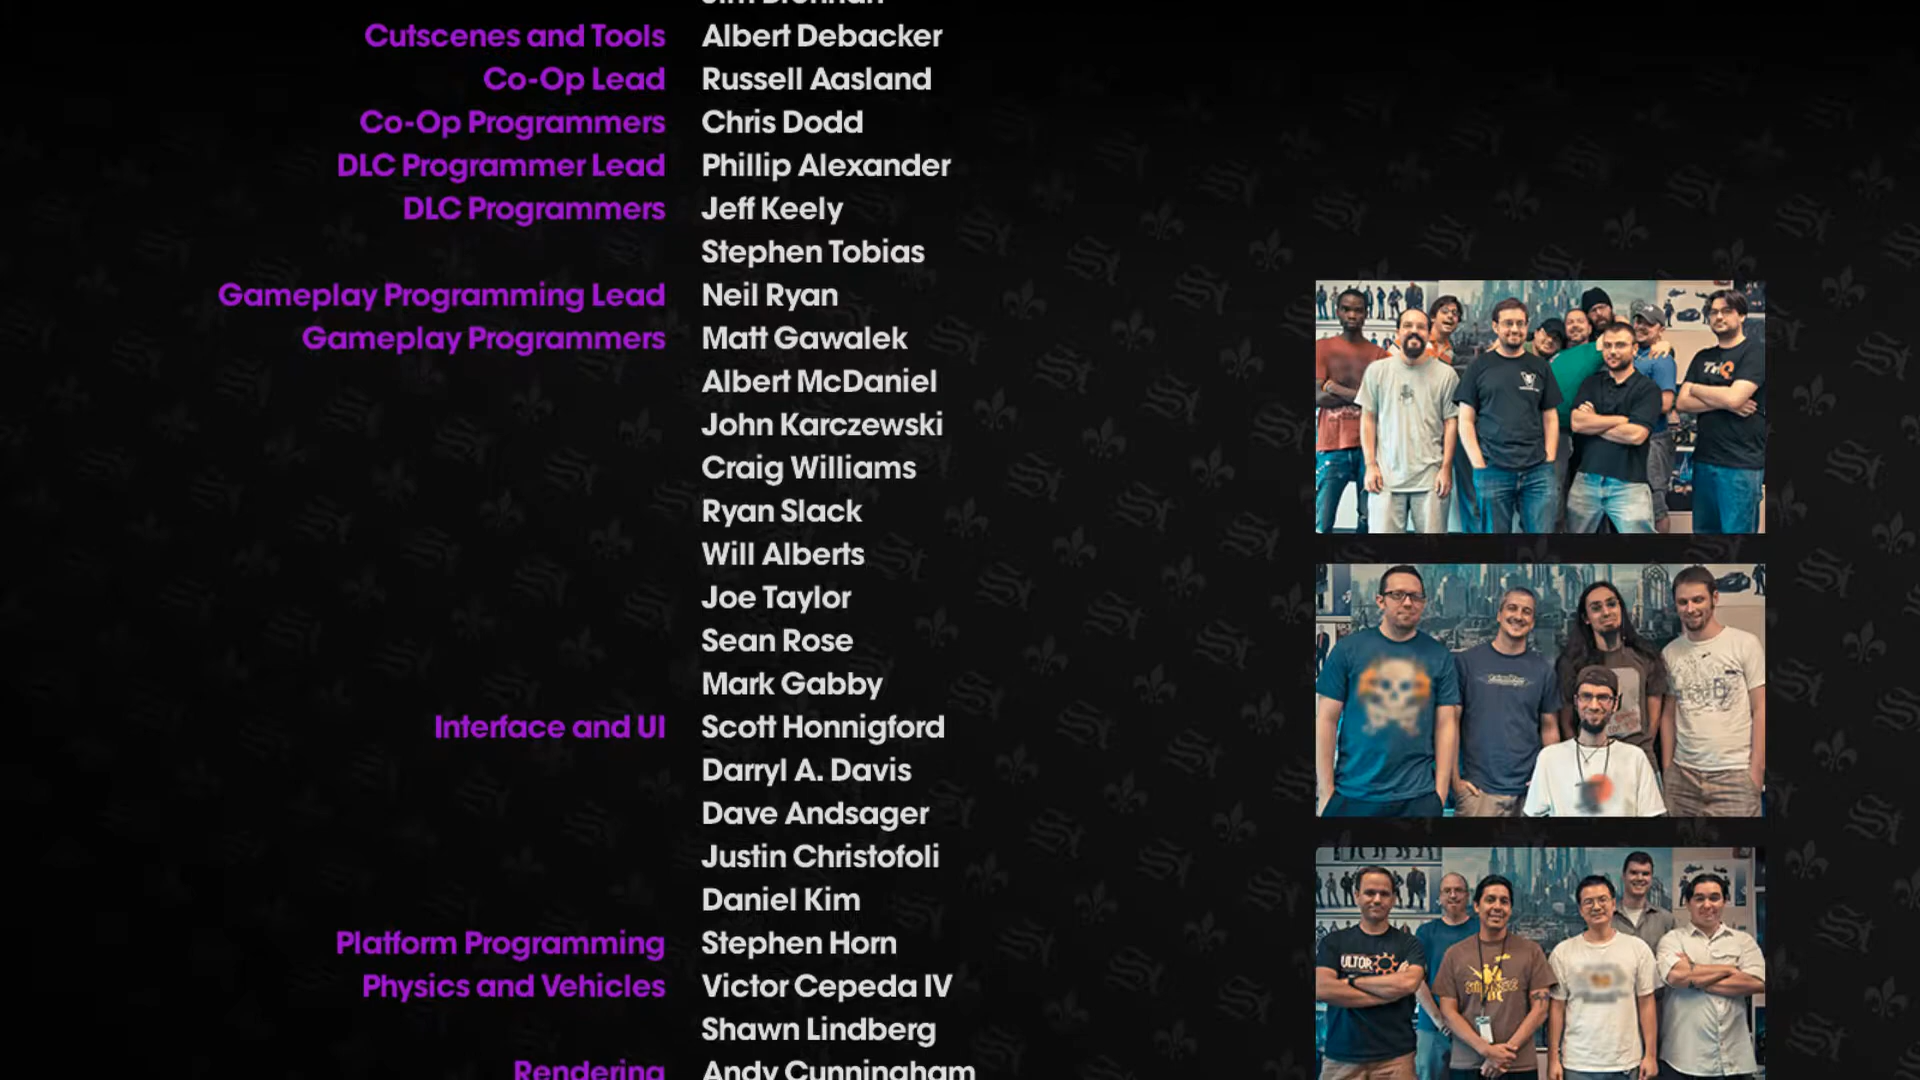 Cutscenes and Tools Albert Debacker
Co-Op Lead Russell Aasland
Co-Op Programmers Chris Dodd
DLC Programmer Lead Phillip Alexander
DLC Programmers Jeff Keely
Stephen Tobias
Gameplay Programming Lead Neil Ryan
Gameplay Programmers Matt Gawalek
Albert McDaniel
John Karczewski
Craig Williams
Ryan Slack
Will Alberts
Joe Taylor
Sean Rose
Mark Gabby
Interface and UI Scott Honnigford
Darryl A. Davis
Dave Andsager
Justin Christofoli
Daniel Kim
Platform Programming Stephen Horn
Physics and Vehicles Victor Cepeda IV
Shawn Lindberg
Rendering Andy Cunningham
THQ
ULTOR